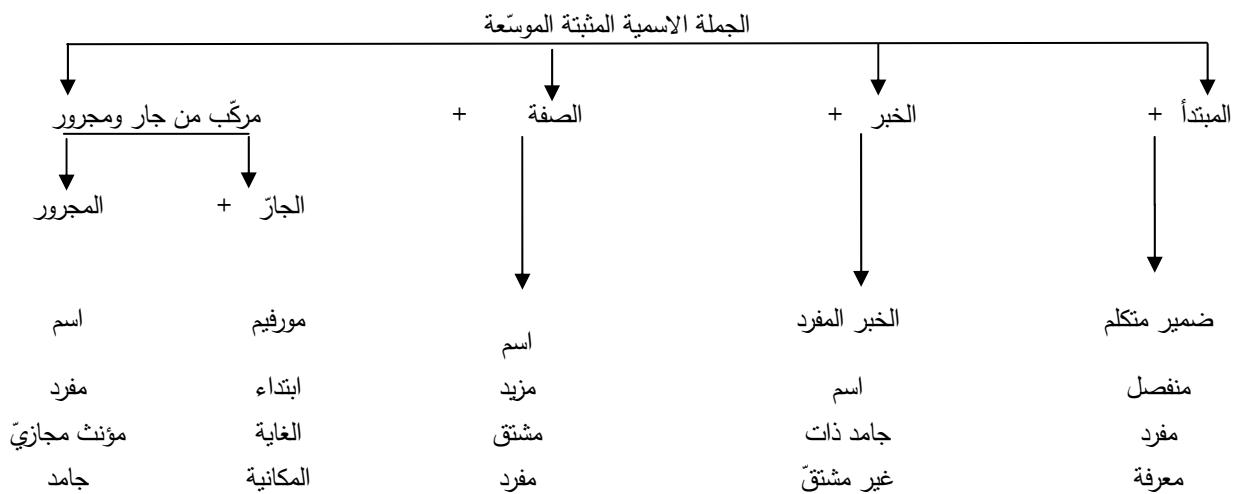 الجملة الاسمية المثبتة الموسّعة
المبتدأ + الخبر + الصفة + مركّب من جار ومجرور
الجارّ + المجرور
ضمير متكلم الخبر المفرد اسم مورفيم اسم
منفصل اسم مزيد ابتداء مفرد
مفرد جامد ذات مشتق الغاية مؤنث مجازيّ
معرفة غير مشتقّ مفرد المكانية جامد